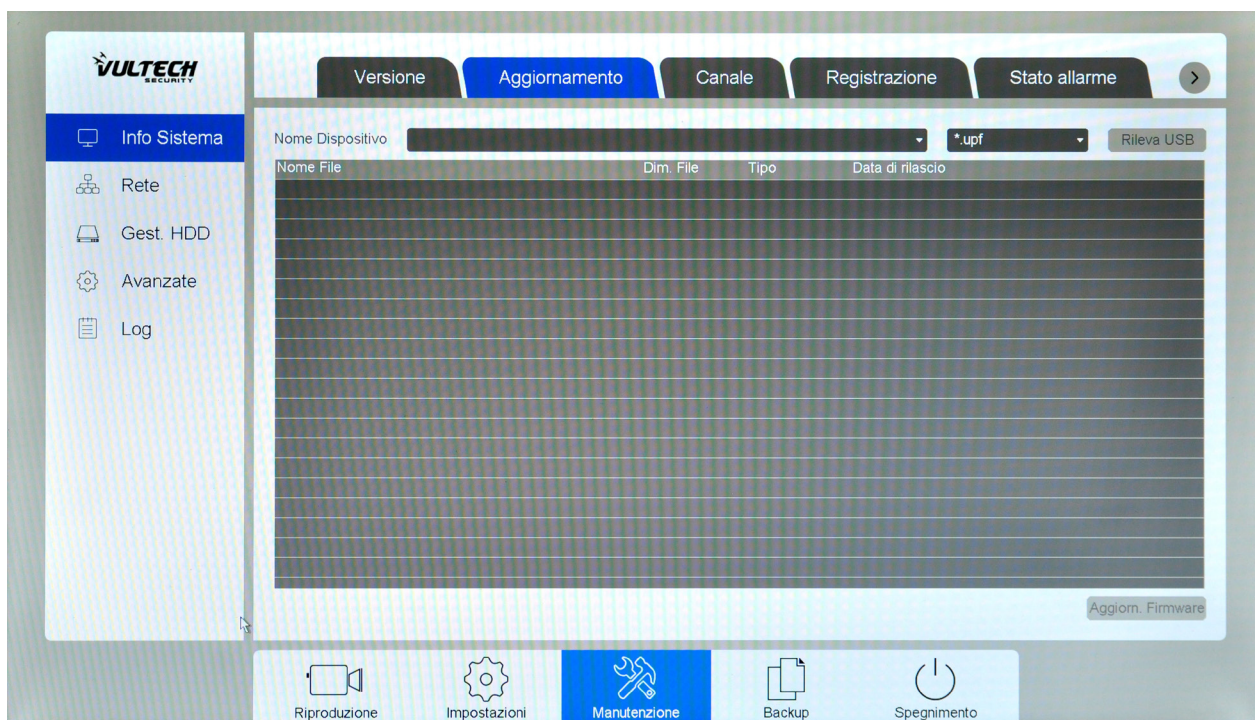 VULTECH
SECURITY
Versione
Aggiornamento
Canale
Registrazione
Stato allarme
Info Sistema
Rete
Gest. HDD
Avanzate
Log
Nome Dispositivo
*.upf
Rileva USB
Nome File
Dim. File
Tipo
Data di rilascio
Aggiorn. Firmware
Riproduzione
Impostazioni
Manutenzione
Backup
Spegnimento